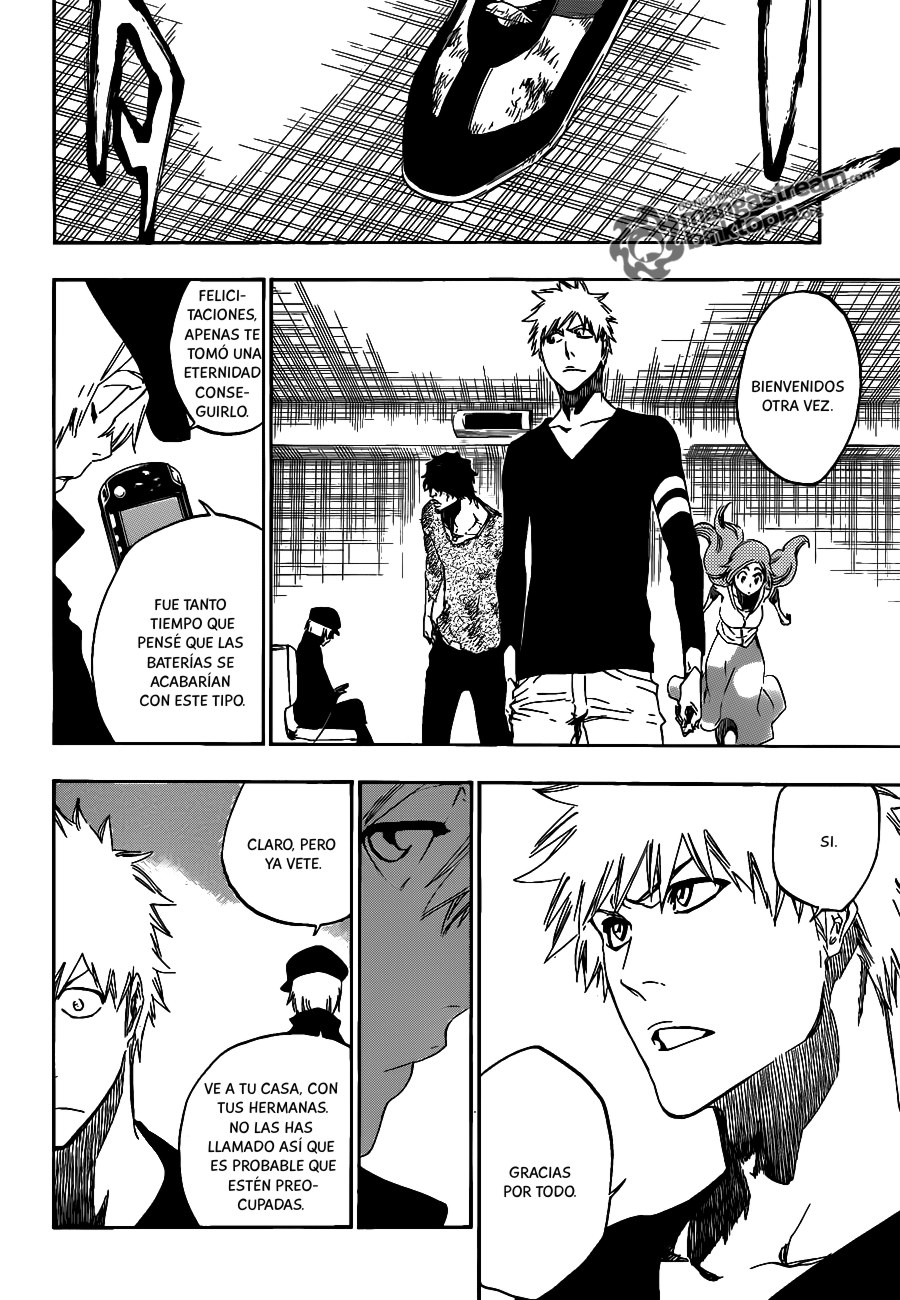 mangastream.com
BIENVENIDOS
OTRA VEZ.
FELICI-
TACIONES,
APENAS TE
TOMÓ UNA
ETERNIDAD
CONSE-
GUIRLO.
FUE TANTO
TIEMPO QUE
PENSÉ QUE LAS
BATERÍAS SE
ACABARÍAN
CON ESTE TIPO.
SI.
GRACIAS
POR TODO.
CLARO, PERO
YA VETE.
VE A TU CASA, CON
TUS HERMANAS.
NO LAS HAS
LLAMADO ASÍ QUE
ES PROBABLE QUE
ESTÉN PREO-
CUPADAS.